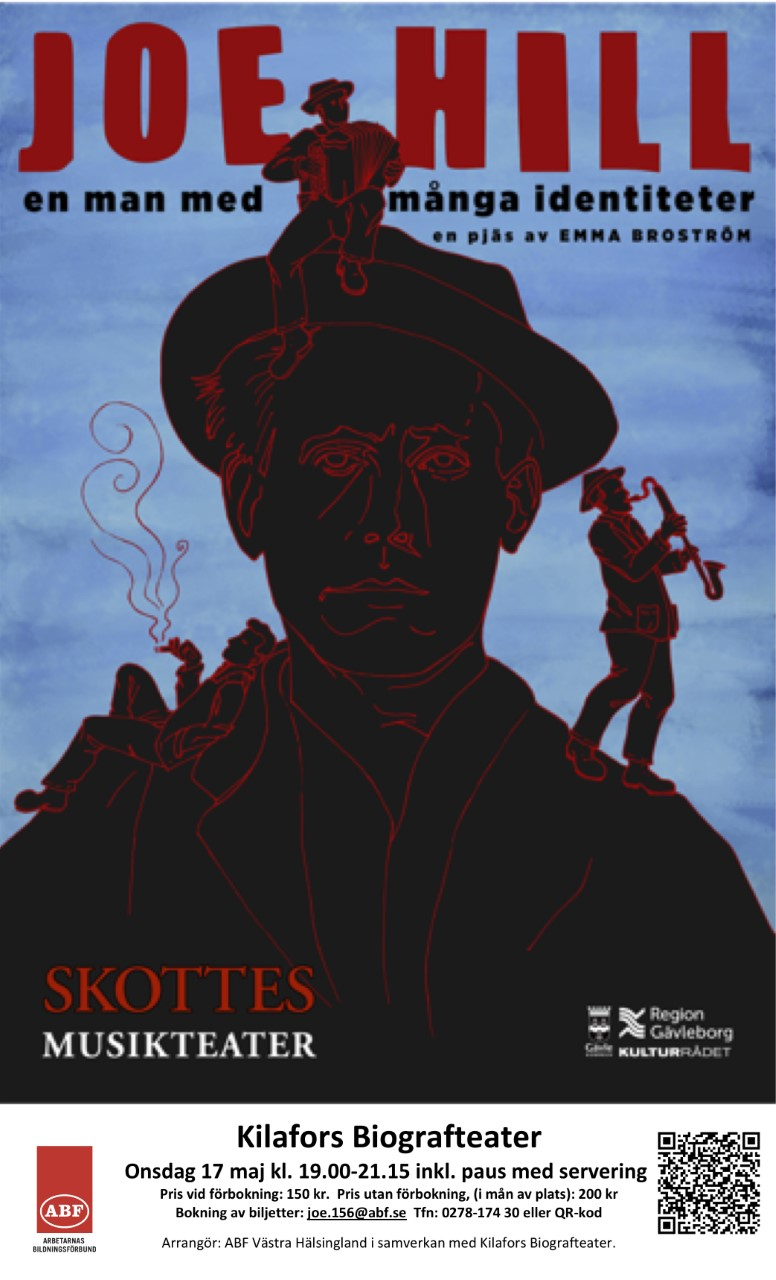 JOE HILL
en man med många identiteter
en pjäs av EMMA BROSTRÖM
SKOTTES
MUSIKTEATER
Gävle
Region
Gävleborg
KULTURRÅDET
Kilafors Biografteater
Onsdag 17 maj kl. 19.00-21.15 inkl. paus med servering
Pris vid förbokning: 150 kr. Pris utan förbokning, (i mån av plats): 200 kr
Bokning av biljetter: joe.156@abf.se Tfn: 0278-174 30 eller QR-kod
Arrangör: ABF Västra Hälsingland i samverkan med Kilafors Biografteater.
ABF
ARBETARNAS
BILDNINGSFÖRBUND